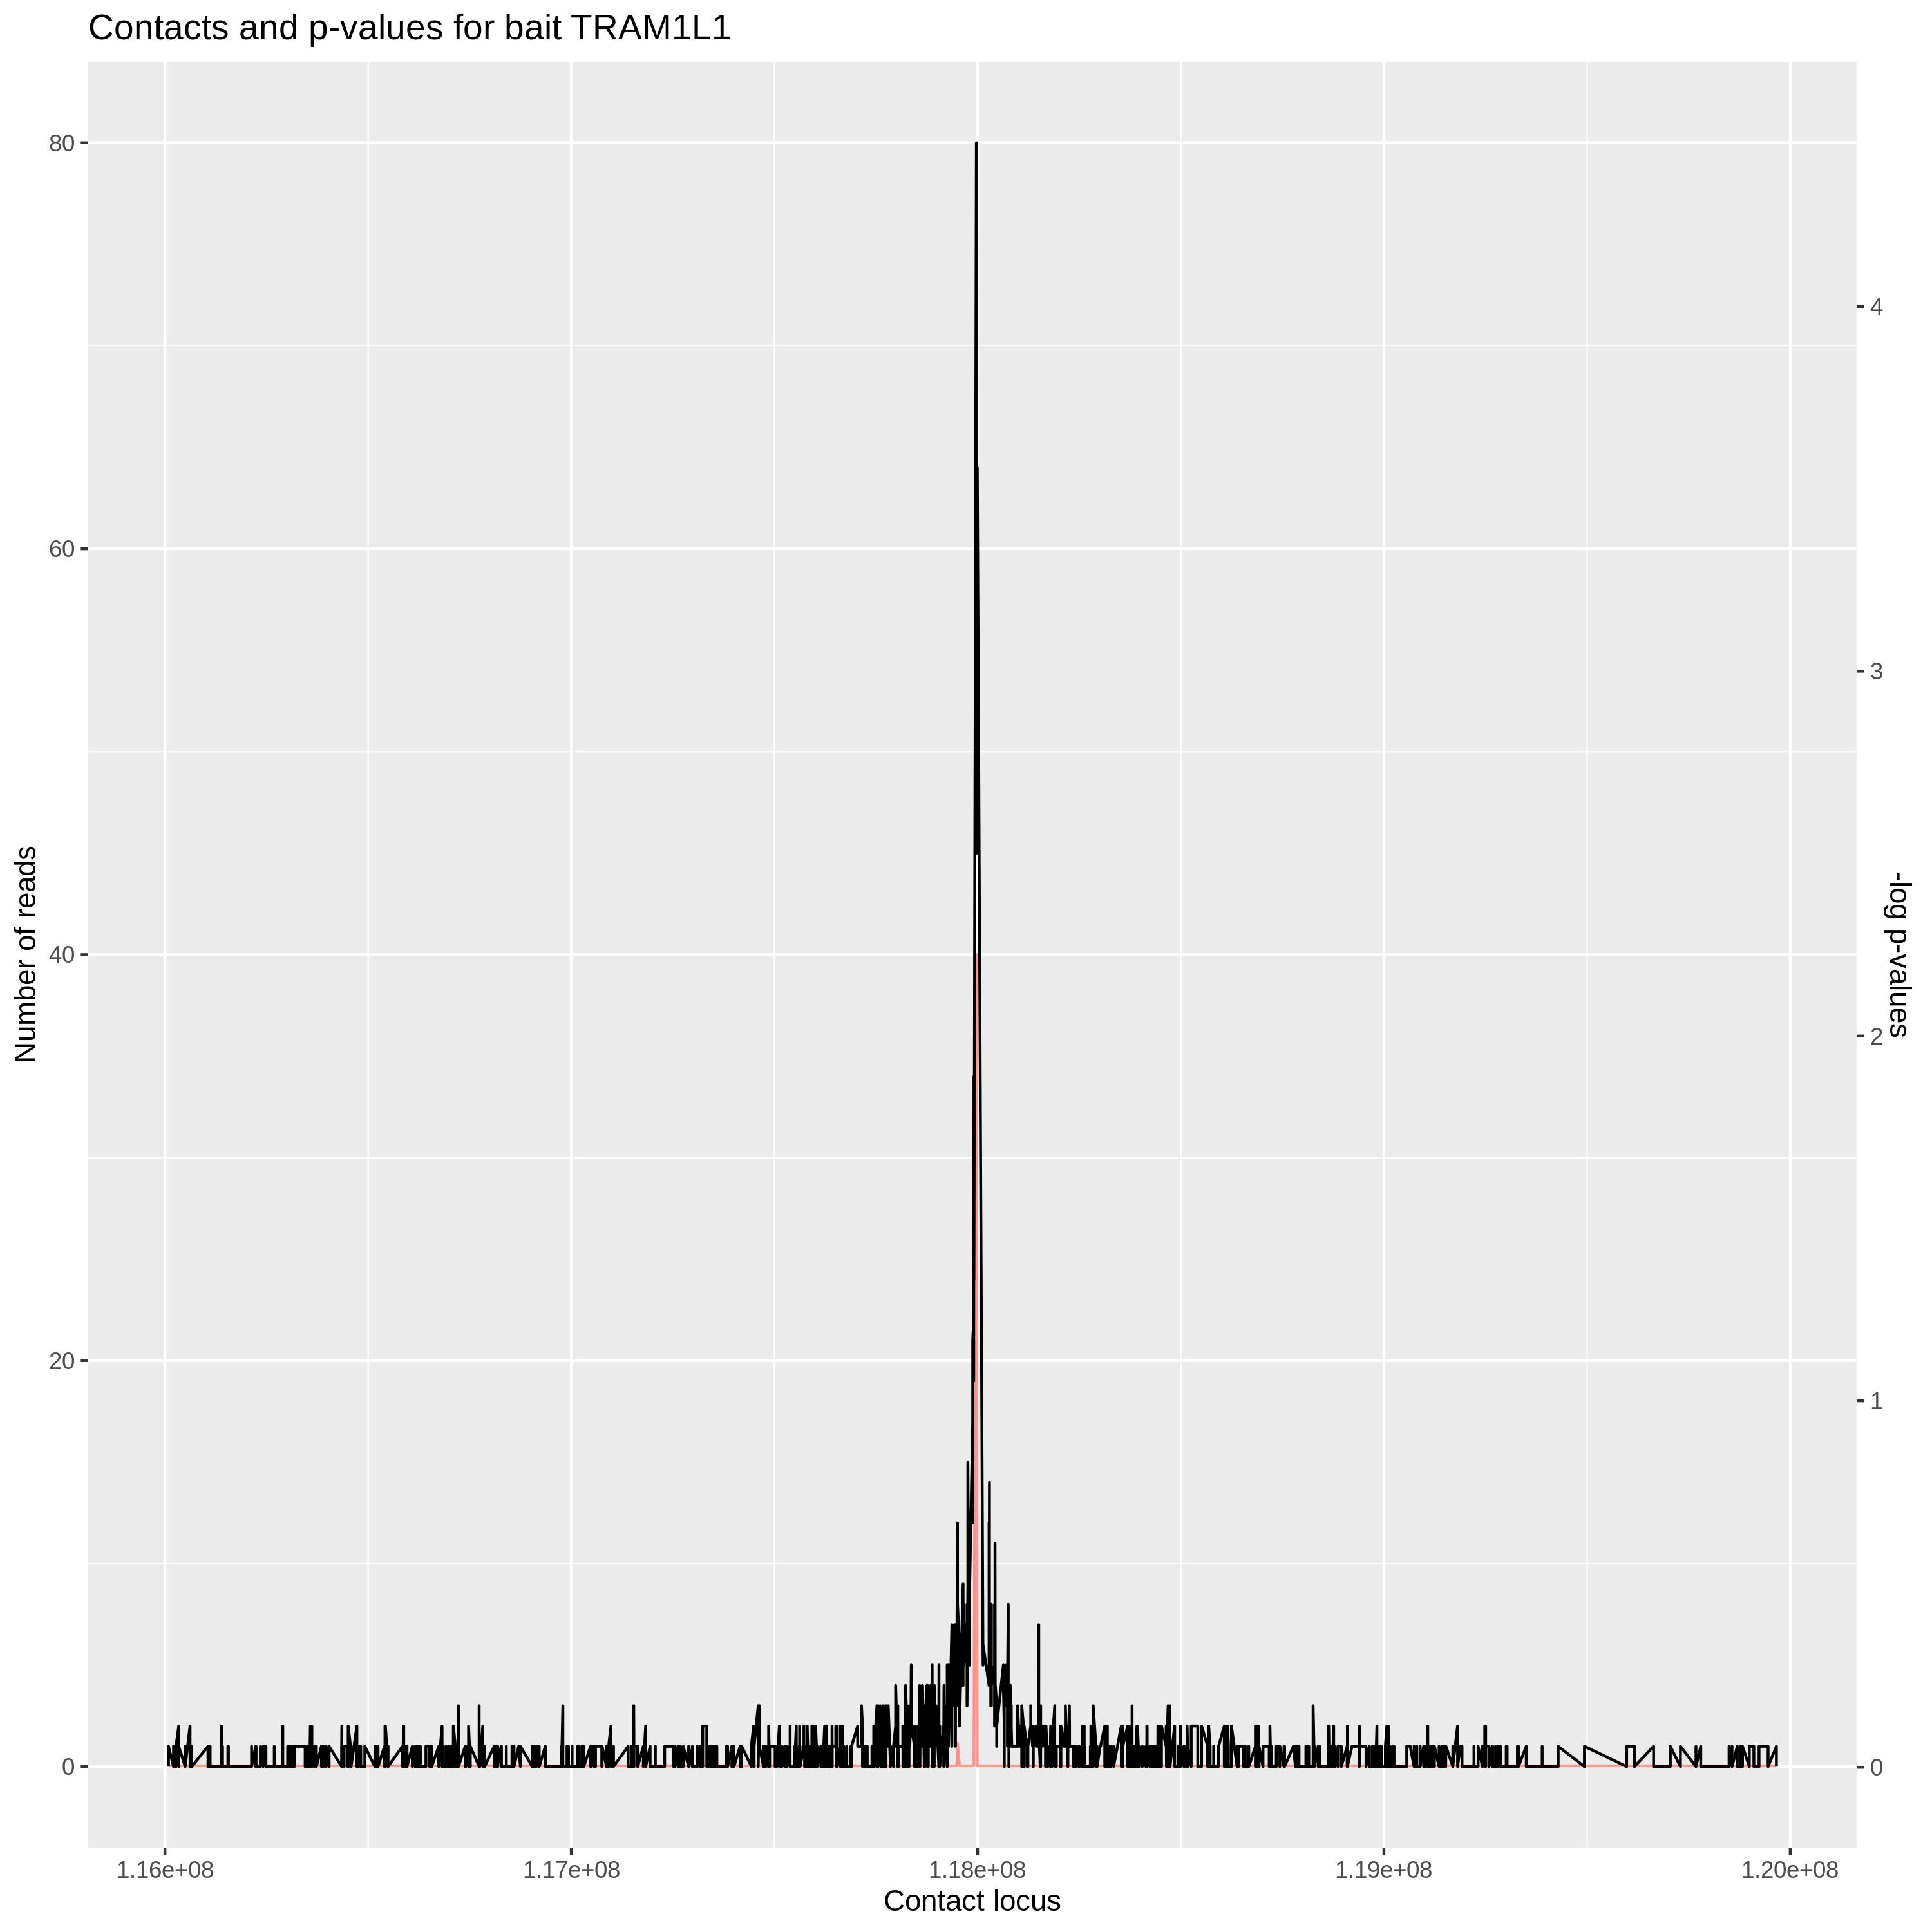 Contacts and p-values for bait TRAM1L1
80
60
40
20
0
Number of reads
4
3
2
1
0
-log p-values
1.16e+08 1.17e+08 1.18e+08 1.19e+08 1.20e+08
Contact locus